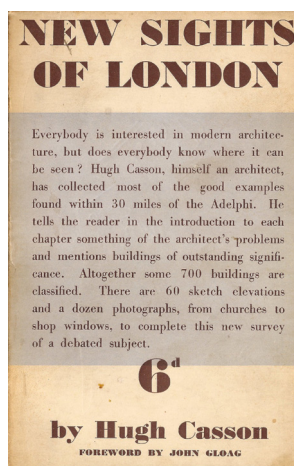 NEW SIGHTS
OF LONDON
Everybody is interested in modern architec-
ture, but does everybody know where it can
be seen? Hugh Casson, himself an architect,
has collected most of the good examples
found within 30 miles of the Adelphi. He
tells the reader in the introduction to each
chapter something of the architect's problems
and mentions buildings of outstanding signifi-
cance. Altogether some 700 buildings are
classified. There are 60 sketch elevations
and a dozen photographs, from churches to
shop windows, to complete this new survey
of a debated subject.
6d
by Hugh Casson
FOREWORD BY JOHN GLOAG